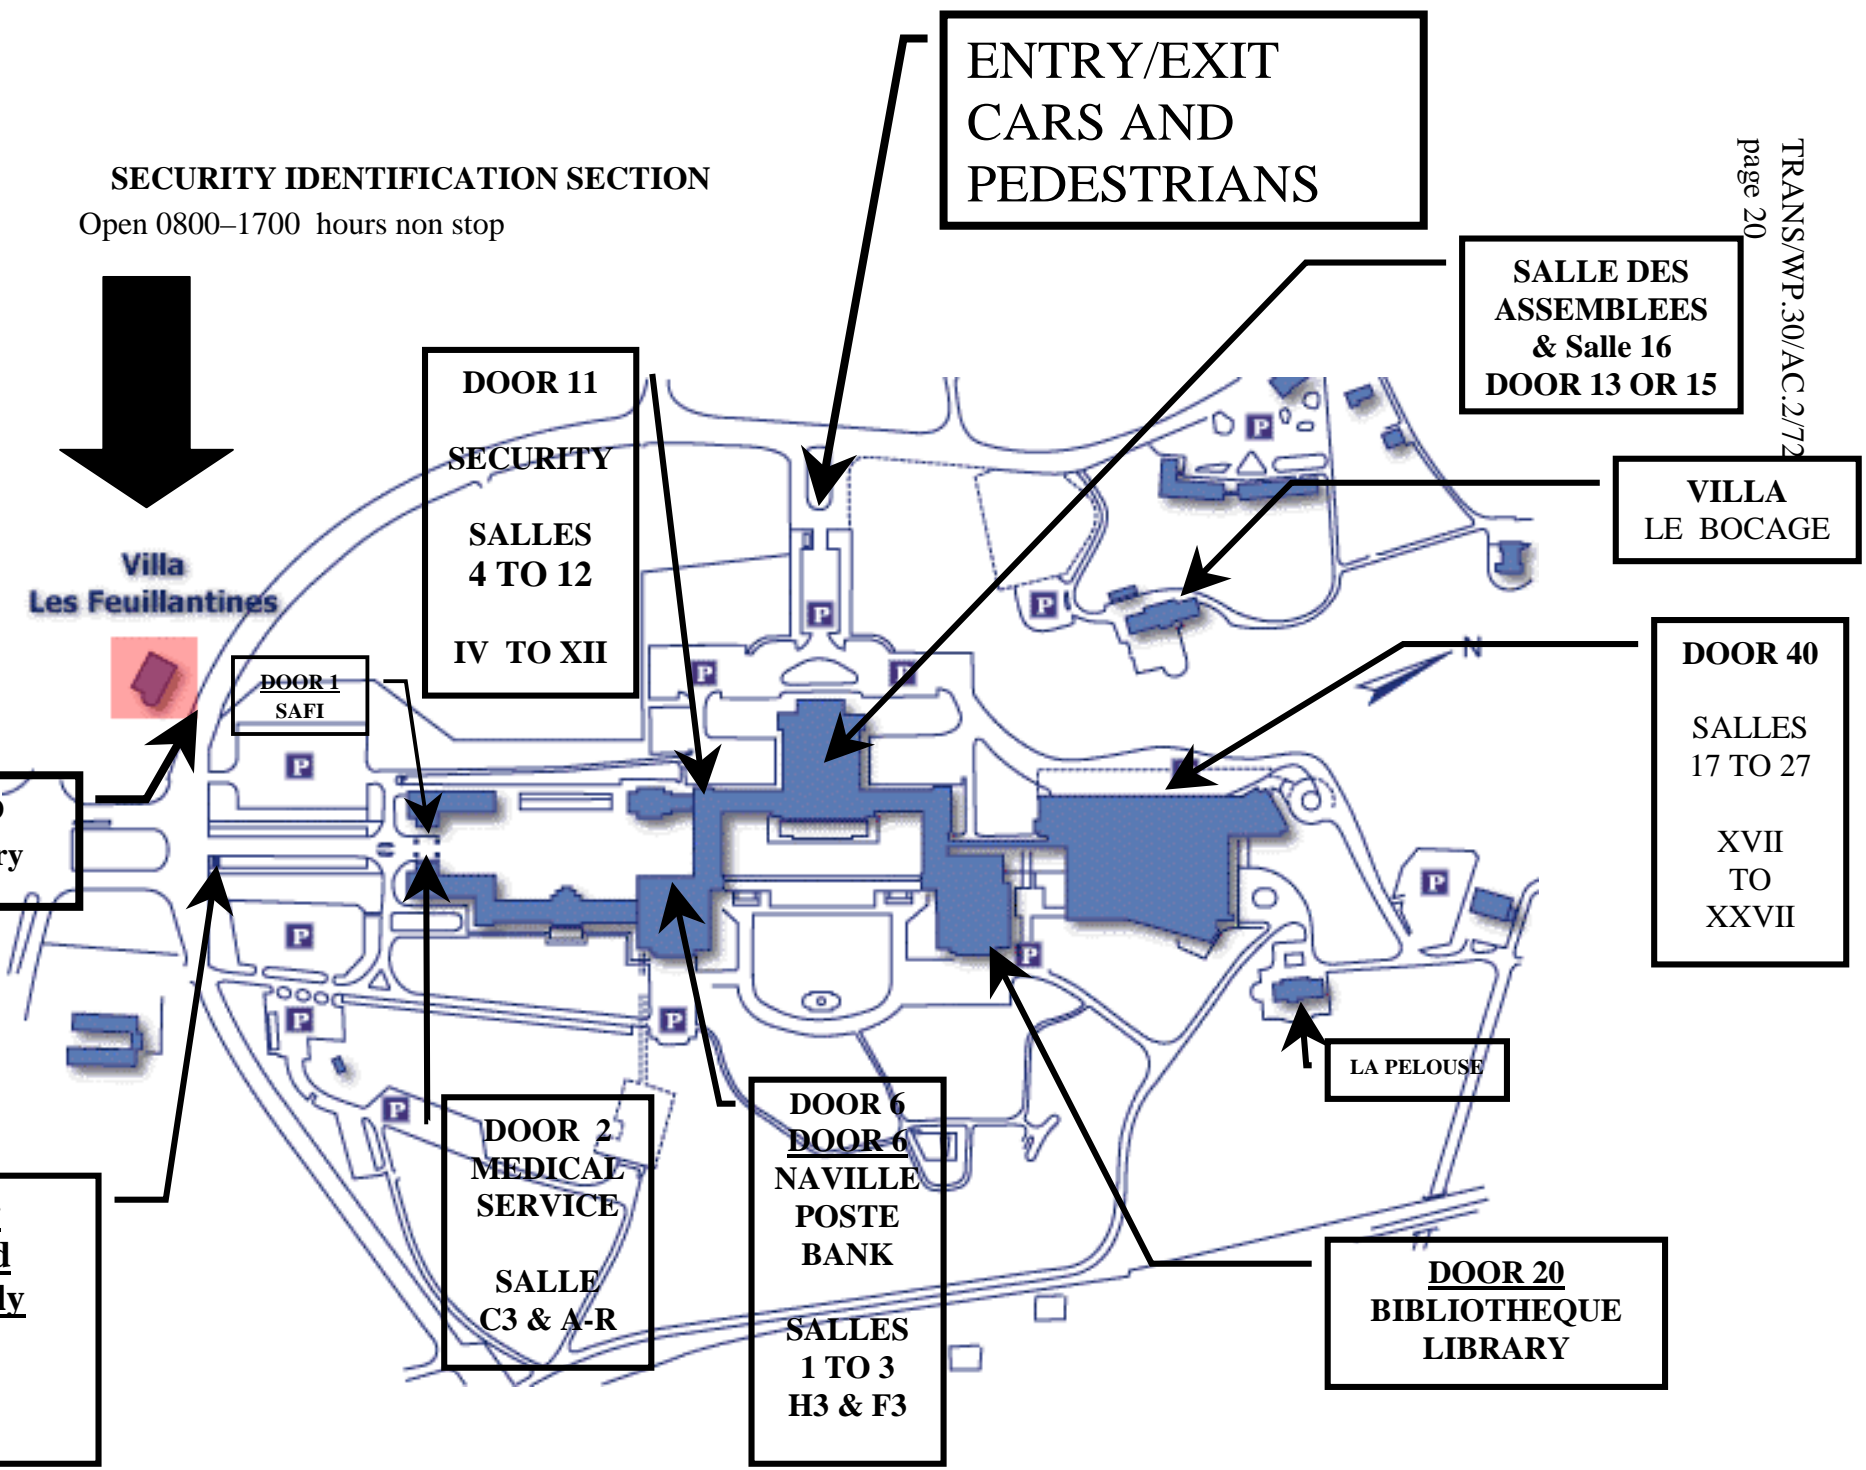 ENTRY/EXIT
CARS AND
PEDESTRIANS
TRANS/WP.30/AC.2/72
page 20
SECURITY IDENTIFICATION SECTION
Open 0800–1700 hours non stop
SALLE DES
ASSEMBLEES
& Salle 16
DOOR 13 OR 15
DOOR 11
SECURITY
SALLES
4 TO 12
IV TO XII
VILLA
LE BOCAGE
Villa
Les Feuillantines
DOOR 1
SAFI
N
DOOR 40
SALLES
17 TO 27
XVII
TO
XXVII
P
P
P
P
P
P
P
P
P
P
P
P
ry
d
ly
LA PELOUSE
DOOR 2
MEDICAL
SERVICE
SALLE
C3 & A-R
DOOR 6
DOOR 6
NAVILLE
POSTE
BANK
SALLES
1 TO 3
H3 & F3
DOOR 20
BIBLIOTHEQUE
LIBRARY